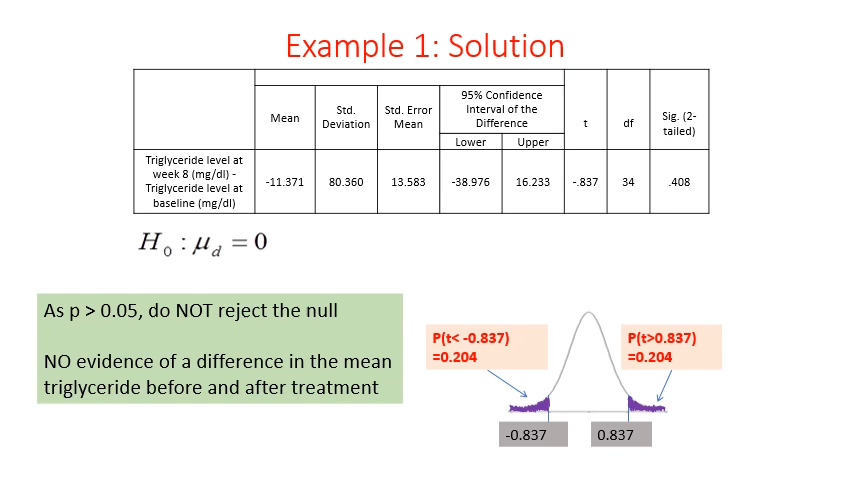 Example 1: Solution
95% Confidence
Interval of the
Difference
Mean
Std.
Deviation
Std. Error
Mean
Lower
Upper
t
df
Sig. (2-
tailed)
Triglyceride level at
week 8 (mg/dl) -
Triglyceride level at
baseline (mg/dl)
-11.371
80.360
13.583
-38.976
16.233
-.837
34
.408
H₀ : μ_d = 0
As p > 0.05, do NOT reject the null
NO evidence of a difference in the mean
triglyceride before and after treatment
P(t< -0.837)
=0.204
P(t>0.837)
=0.204
-0.837
0.837